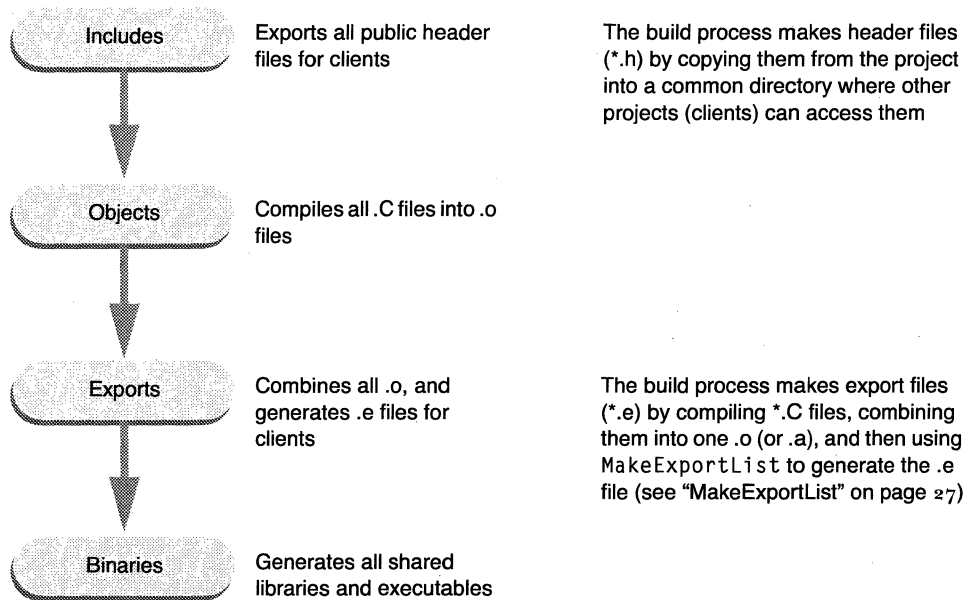 Includes
Exports all public header
files for clients
The build process makes header files
(*.h) by copying them from the project
into a common directory where other
projects (clients) can access them
Objects
Compiles all .C files into .o
files
Exports
Combines all .o, and
generates .e files for
clients
The build process makes export files
(*.e) by compiling *.C files, combining
them into one .o (or .a), and then using
MakeExportList to generate the .e
file (see “MakeExportList” on page 27)
Binaries
Generates all shared
libraries and executables